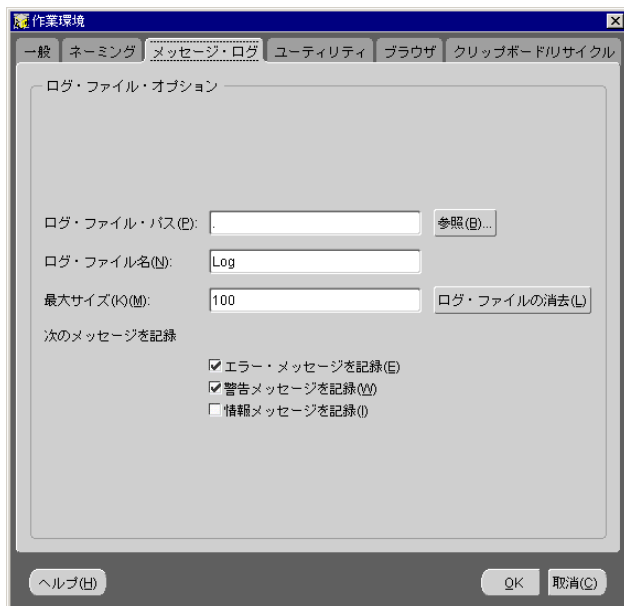 作業環境
一般 ネーミング メッセージ・ログ ユーティリティ ブラウザ クリップボード/リサイクル
ログ・ファイル・オプション
ログ・ファイル・パス(P): . 参照(B)...
ログ・ファイル名(N): Log
最大サイズ(K)(M): 100 ログ・ファイルの消去(L)
次のメッセージを記録
エラー・メッセージを記録(E)
警告メッセージを記録(W)
情報メッセージを記録(I)
ヘルプ(H) OK 取消(C)